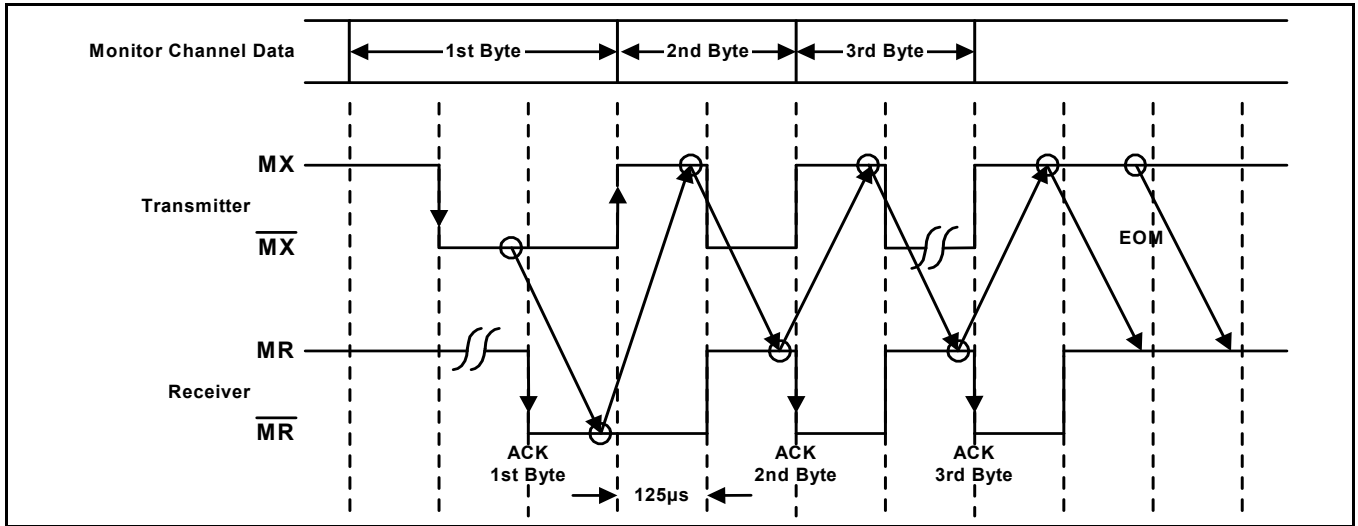 Monitor Channel Data
1st Byte
2nd Byte
3rd Byte
MX
Transmitter
MX
EOM
MR
Receiver
MR
ACK
1st Byte
ACK
2nd Byte
ACK
3rd Byte
125µs